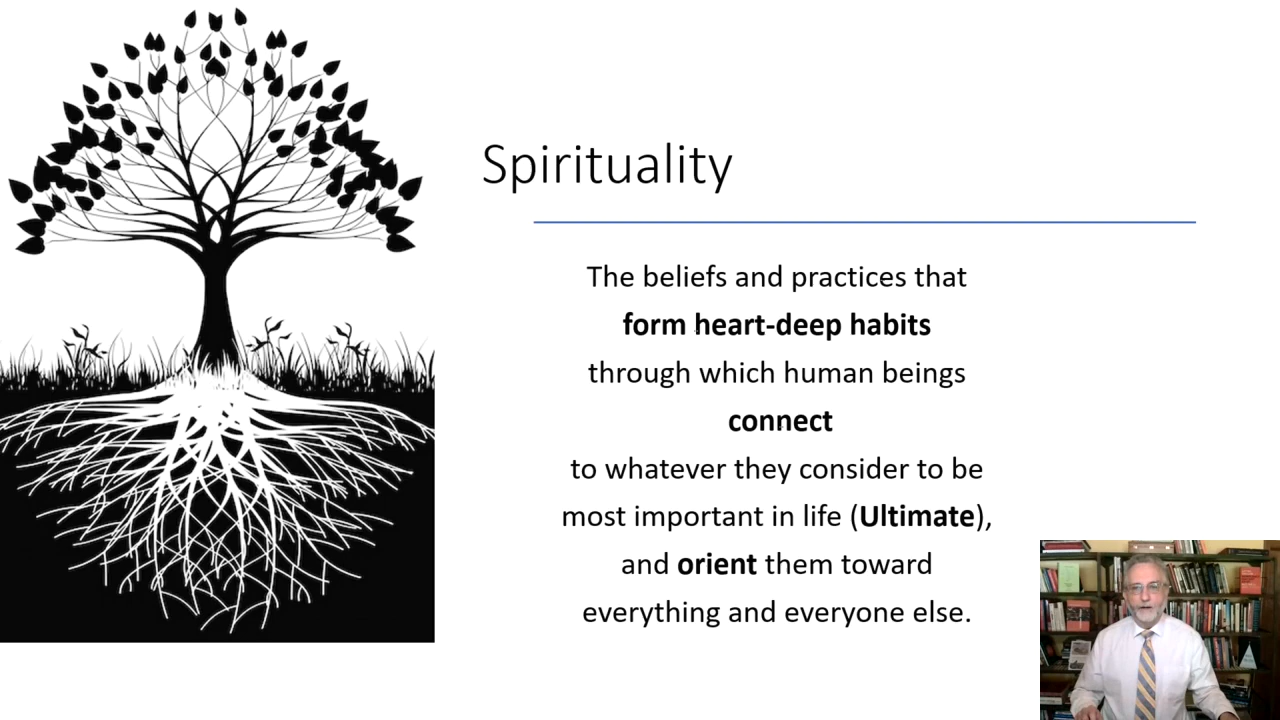 Spirituality
The beliefs and practices that
form heart-deep habits
through which human beings
connect
to whatever they consider to be
most important in life (Ultimate),
and orient them toward
everything and everyone else.